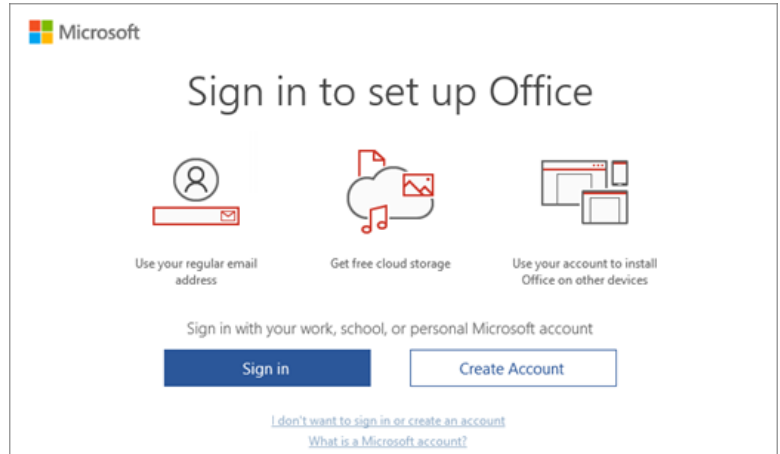 Microsoft
Sign in to set up Office
Use your regular email
address
Get free cloud storage
Use your account to install
Office on other devices
Sign in with your work, school, or personal Microsoft account
Sign in
Create Account
I don't want to sign in or create an account
What is a Microsoft account?